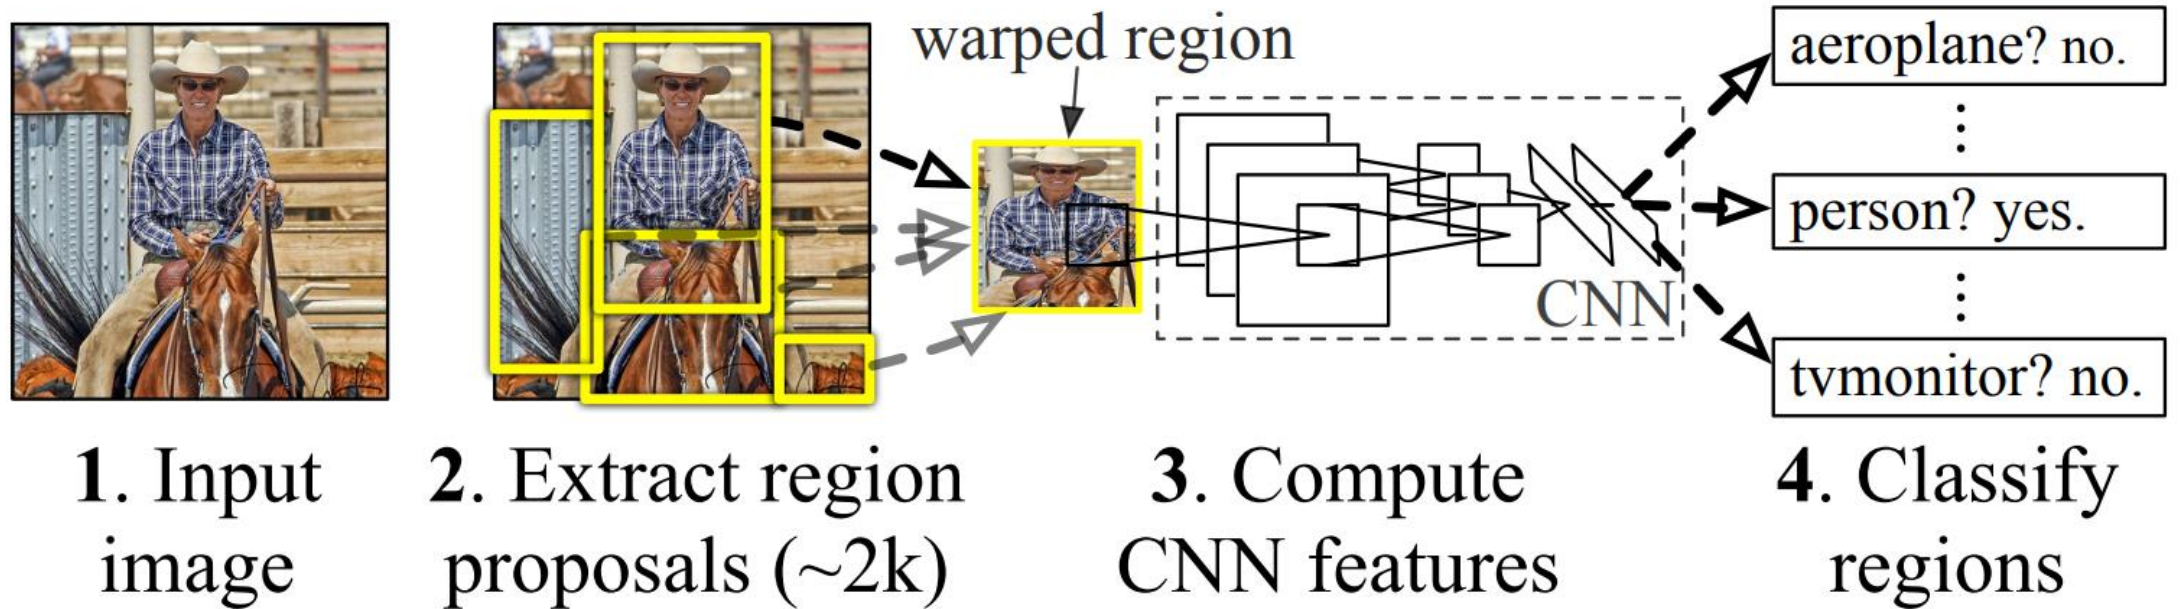 warped region
aeroplane? no.
person? yes.
CNN
tvmonitor? no.
1. Input
image
2. Extract region
proposals (~2k)
3. Compute
CNN features
4. Classify
regions